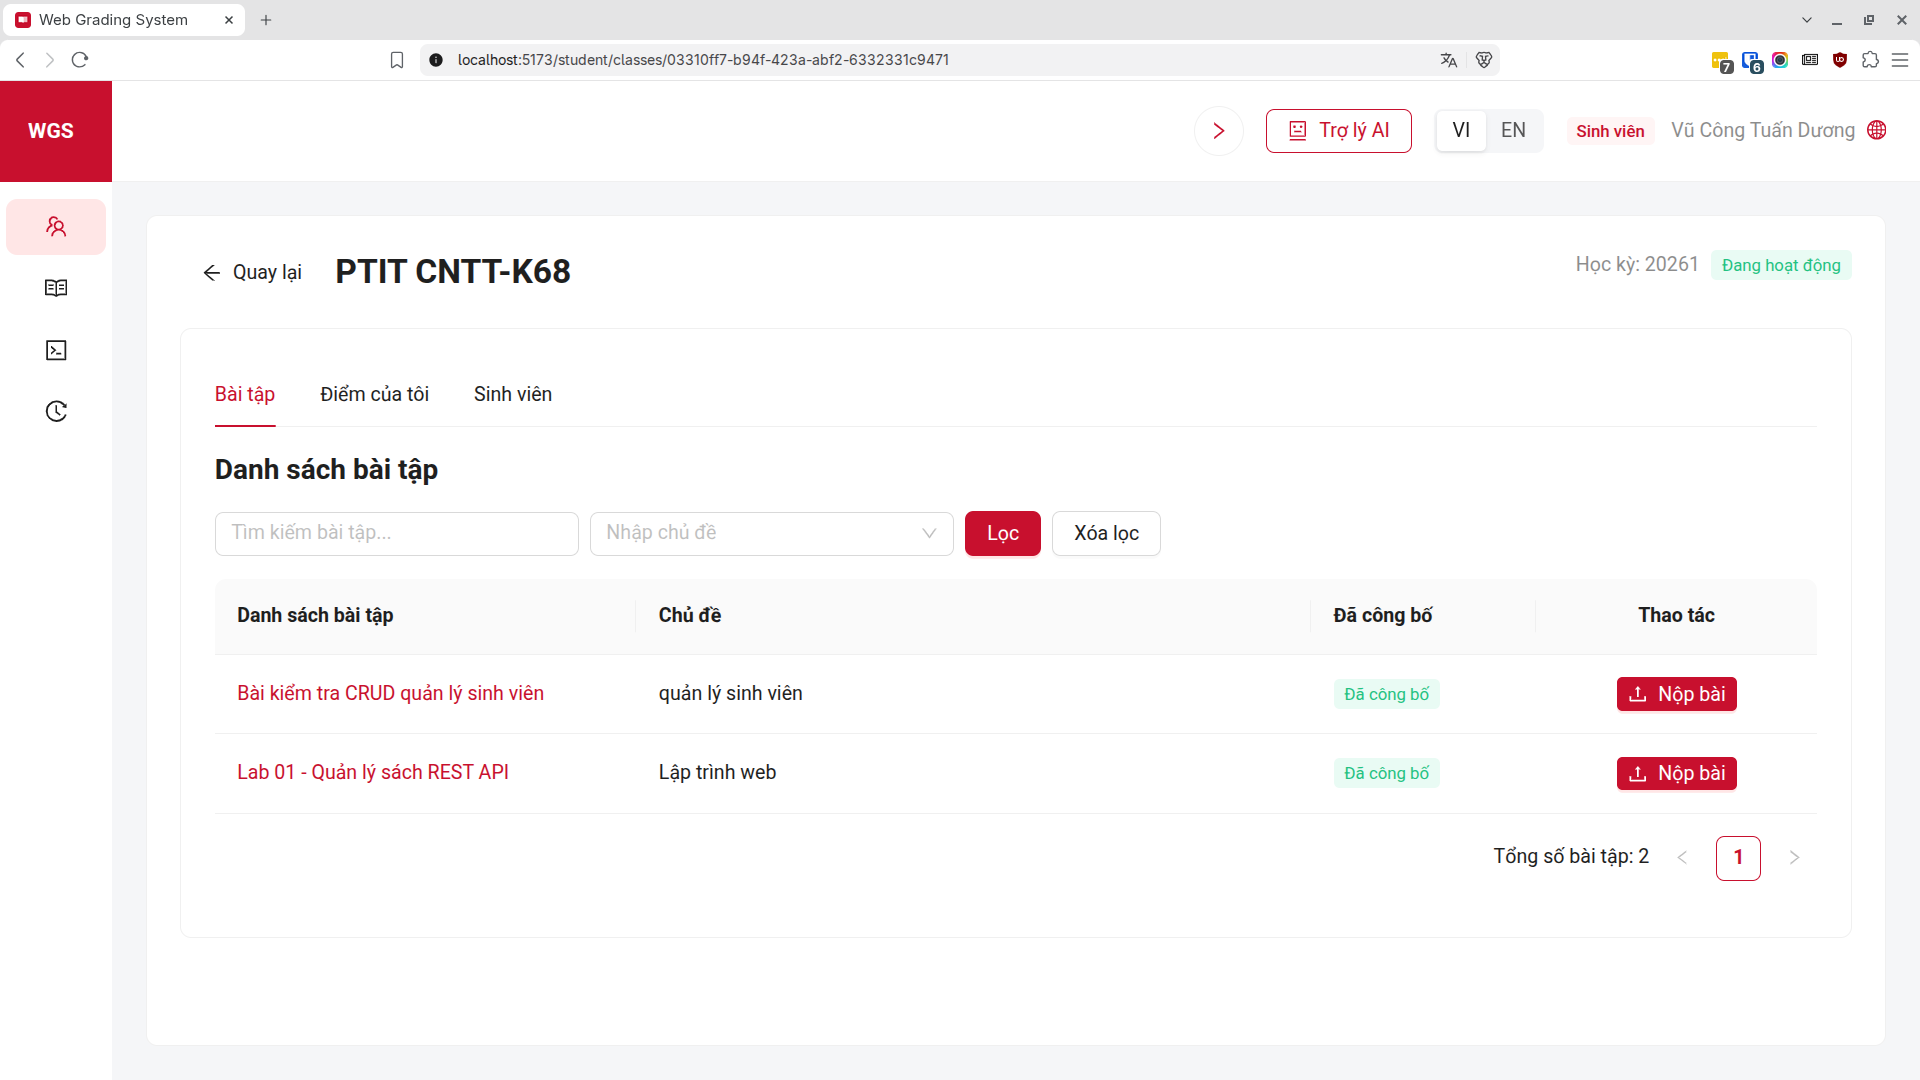 Web Grading System
localhost:5173/student/classes/03310ff7-b94f-423a-abf2-6332331c9471
7
6
WGS
Trợ lý AI
VI
EN
Sinh viên
Vũ Công Tuấn Dương
Quay lại
PTIT CNTT-K68
Học kỳ: 20261
Đang hoạt động
Bài tập
Điểm của tôi
Sinh viên
Danh sách bài tập
Tìm kiếm bài tập...
Nhập chủ đề
Lọc
Xóa lọc
Danh sách bài tập
Chủ đề
Đã công bố
Thao tác
Bài kiểm tra CRUD quản lý sinh viên
quản lý sinh viên
Đã công bố
Nộp bài
Lab 01 - Quản lý sách REST API
Lập trình web
Đã công bố
Nộp bài
Tổng số bài tập: 2
1